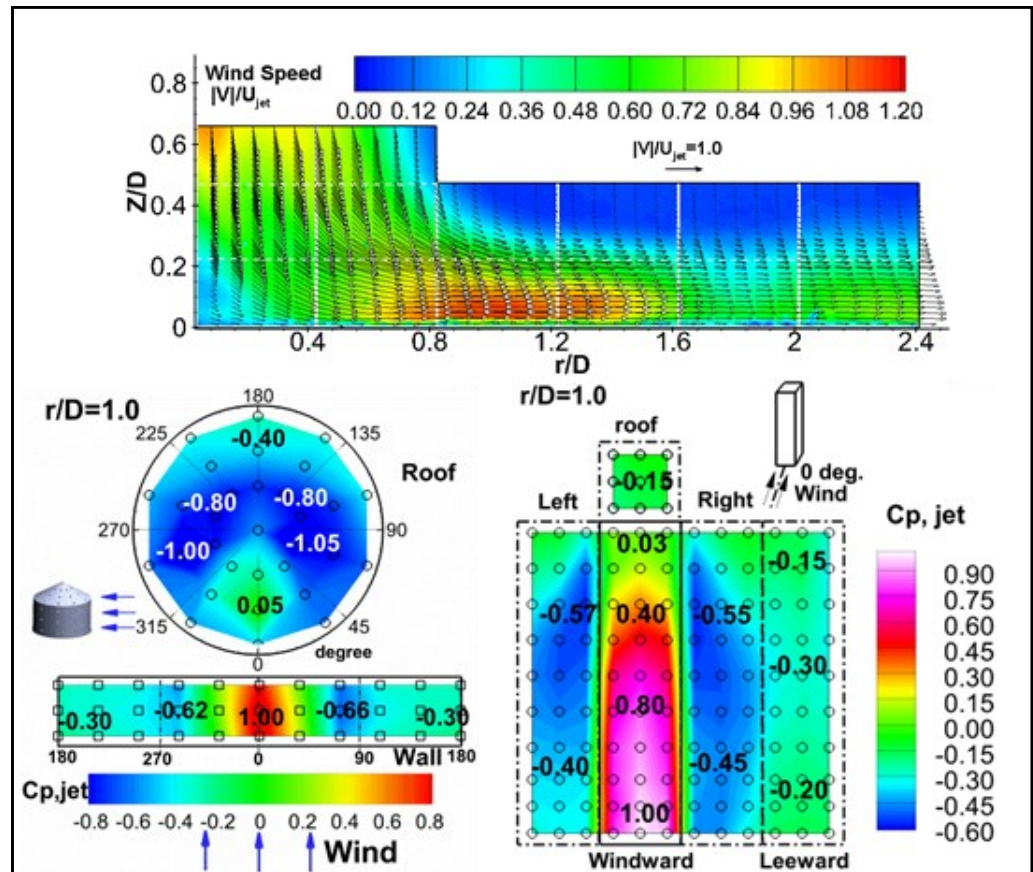 Wind Speed
|V|/U_jet
0.00 0.12 0.24 0.36 0.48 0.60 0.72 0.84 0.96 1.08 1.20
|V|/U_jet=1.0
Z/D
0.8
0.6
0.4
0.2
0
0.4 0.8 1.2 1.6 2 2.4
r/D
r/D=1.0
Roof
180
225 135
-0.40
-0.80 -0.80
270 90
-1.00 -1.05
0.05
315 45
0
degree
-0.30 -0.62 1.00 -0.66 -0.30
Wall
180 270 0 90 180
Cp,jet
-0.8 -0.6 -0.4 -0.2 0 0.2 0.4 0.6 0.8
Wind
r/D=1.0
roof
-0.15
0 deg.
Wind
Left Right
0.03 -0.15
-0.57 0.40 -0.55
-0.30
0.80
-0.40 -0.45
-0.20
1.00
Windward Leeward
Cp, jet
0.90
0.75
0.60
0.45
0.30
0.15
0.00
-0.15
-0.30
-0.45
-0.60